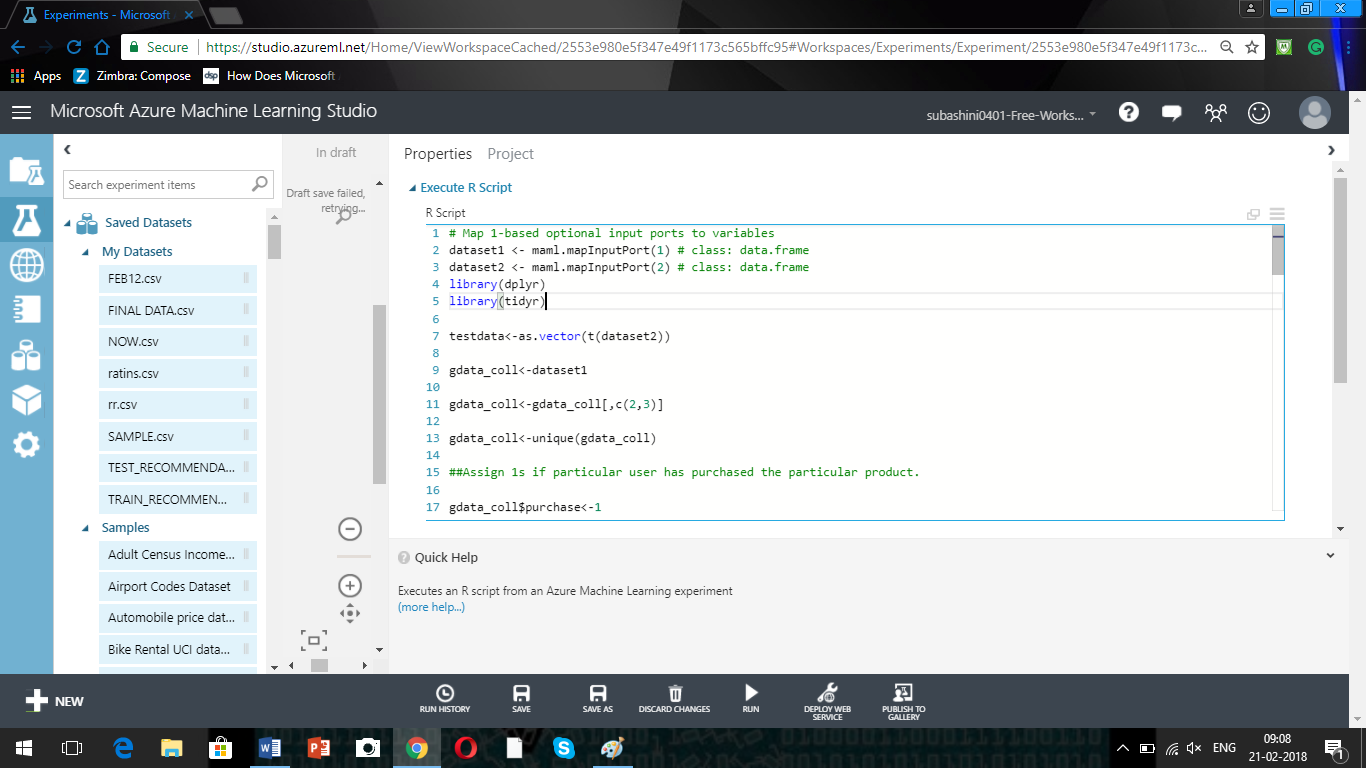 Experiments - Microsoft
Secure
https://studio.azureml.net/Home/ViewWorkspaceCached/2553e980e5f347e49f1173c565bffc95#Workspaces/Experiments/Experiment/2553e980e5f347e49f1173c...
Apps
Zimbra: Compose
dsp
How Does Microsoft
Microsoft Azure Machine Learning Studio
subashini0401-Free-Works...
Search experiment items
Saved Datasets
My Datasets
FEB12.csv
FINAL DATA.csv
NOW.csv
ratins.csv
rr.csv
SAMPLE.csv
TEST_RECOMMENDA...
TRAIN_RECOMMEN...
Samples
Adult Census Income...
Airport Codes Dataset
Automobile price dat...
Bike Rental UCI data...
In draft
Draft save failed,
retrying...
Properties Project
Execute R Script
R Script
1 # Map 1-based optional input ports to variables
2 dataset1 <- maml.mapInputPort(1) # class: data.frame
3 dataset2 <- maml.mapInputPort(2) # class: data.frame
4 library(dplyr)
5 library(tidyr)
6
7 testdata<-as.vector(t(dataset2))
8
9 gdata_coll<-dataset1
10
11 gdata_coll<-gdata_coll[,c(2,3)]
12
13 gdata_coll<-unique(gdata_coll)
14
15 ##Assign 1s if particular user has purchased the particular product.
16
17 gdata_coll$purchase<-1
Quick Help
Executes an R script from an Azure Machine Learning experiment
(more help...)
NEW
RUN HISTORY
SAVE
SAVE AS
DISCARD CHANGES
RUN
DEPLOY WEB
SERVICE
PUBLISH TO
GALLERY
ENG
09:08
21-02-2018
1